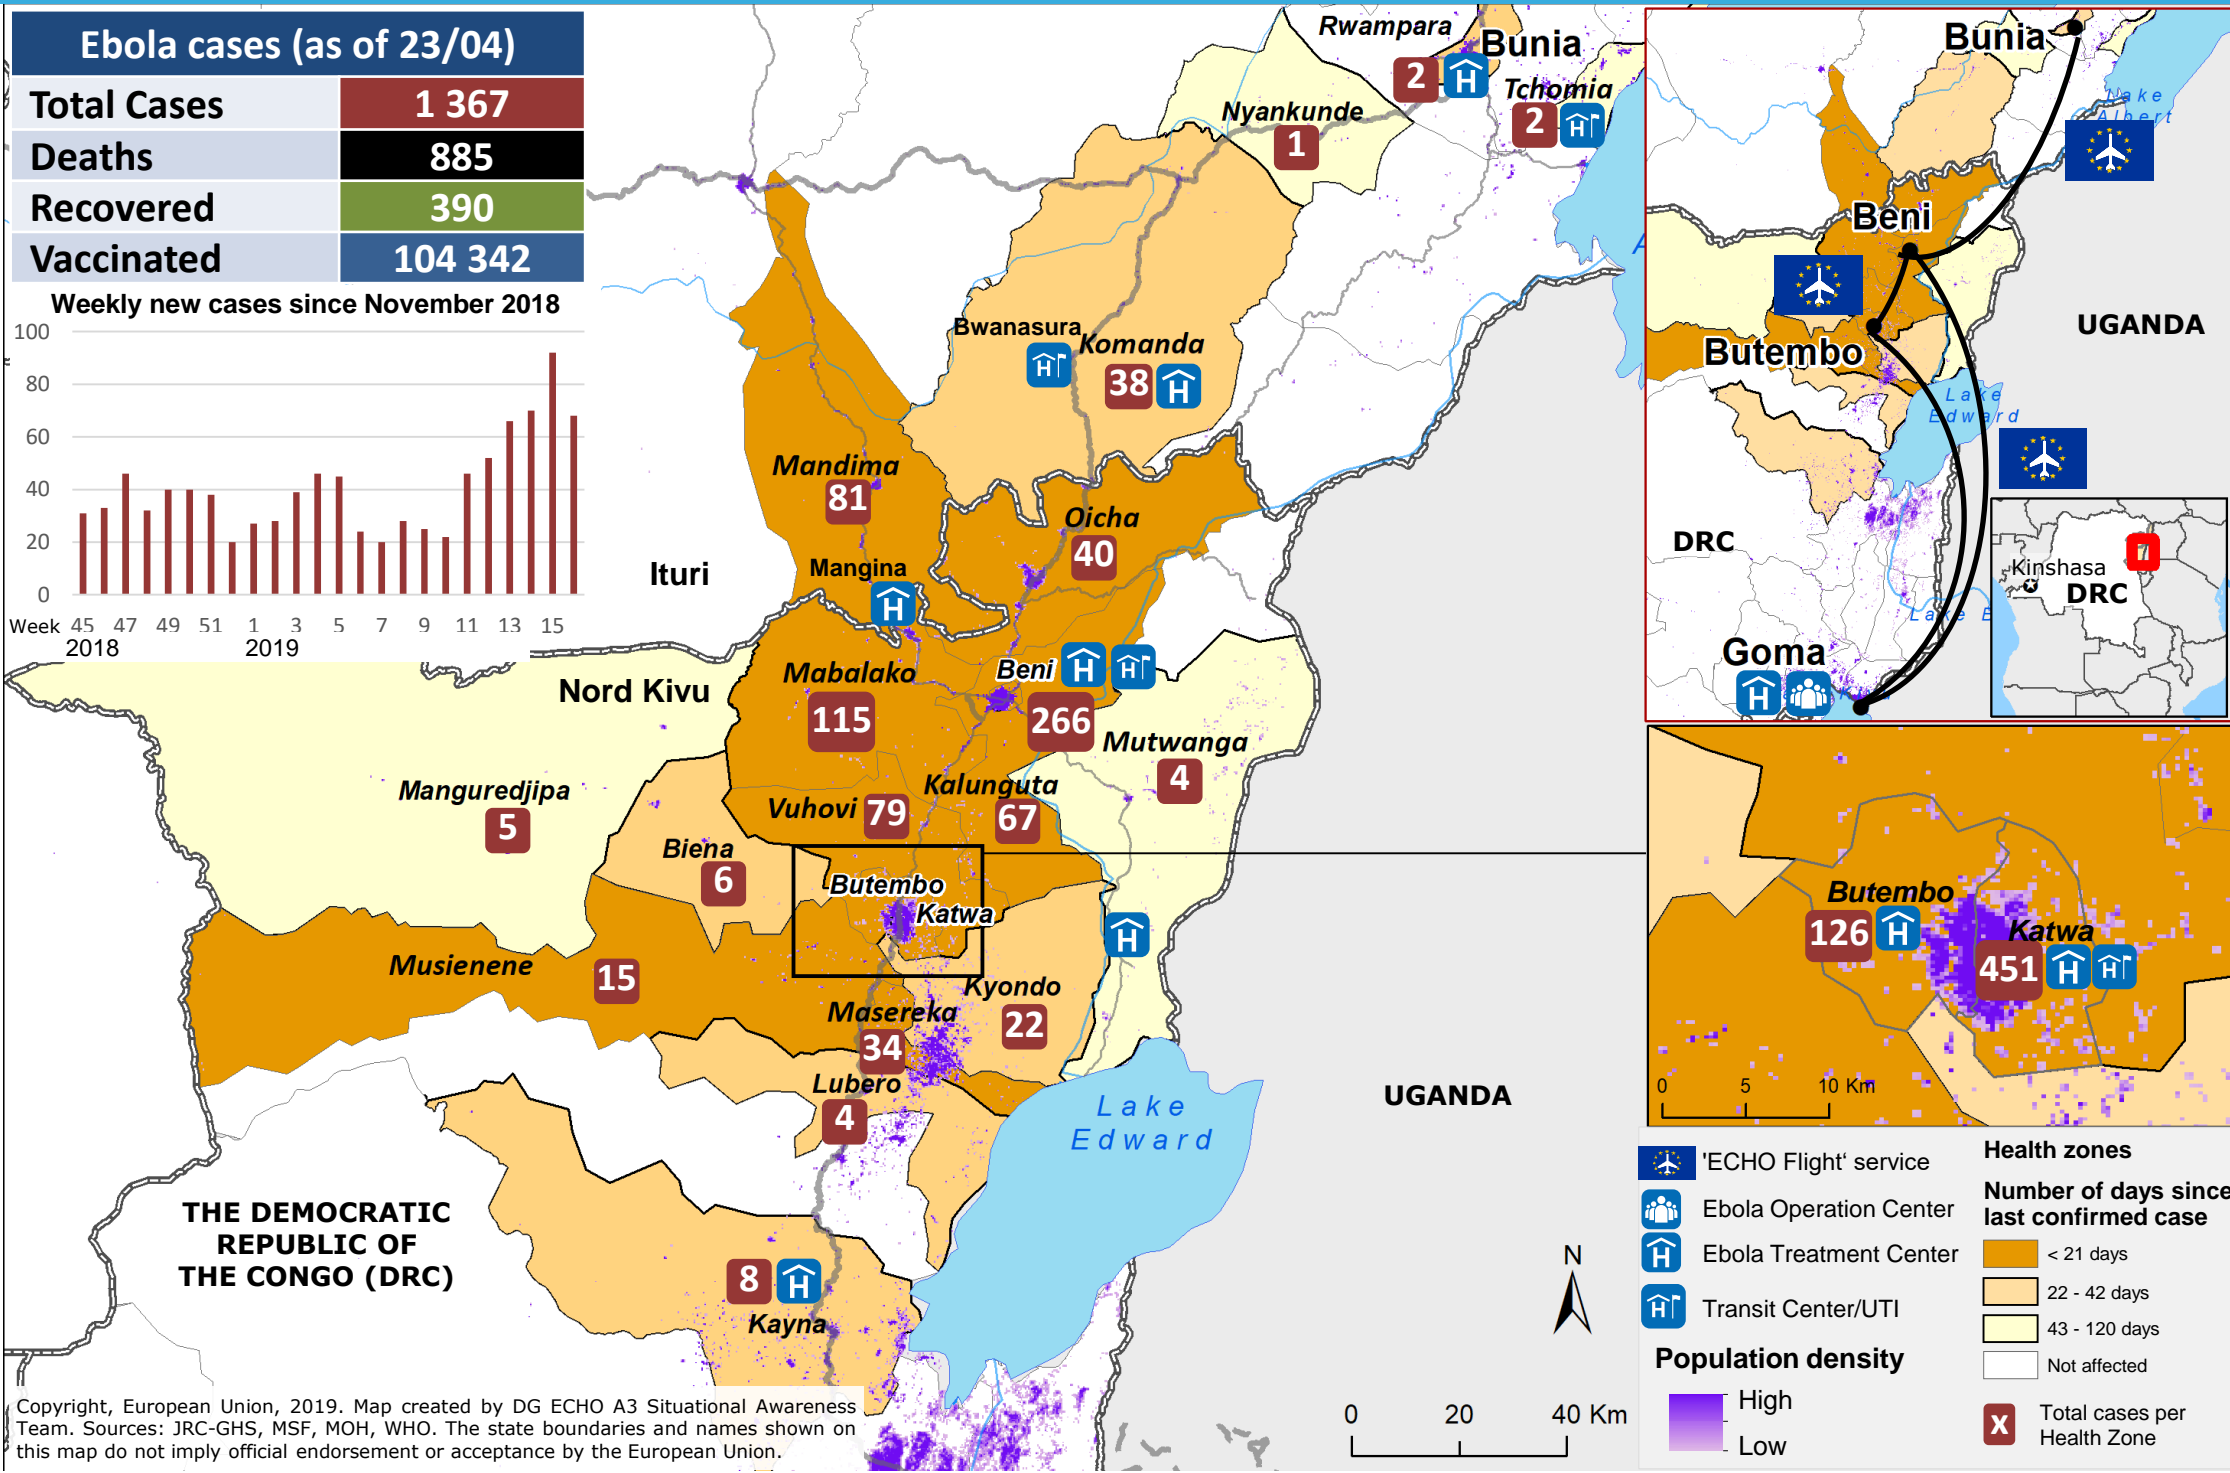 Ebola cases (as of 23/04)
Total Cases 1 367
Deaths 885
Recovered 390
Vaccinated 104 342
Weekly new cases since November 2018
100
80
60
40
20
0
Week 45 47 49 51 1 3 5 7 9 11 13 15
2018 2019
Rwampara
Bunia
2
Tchomia
2
Nyankunde
1
Bwanasura
Komanda
38
Mandima
81
Oicha
40
Ituri
Mangina
Nord Kivu
Mabalako
115
Beni
266
Mutwanga
4
Manguredjipa
5
Vuhovi 79
Kalunguta
67
Biena
6
Butembo
Katwa
Musienene
15
Kyondo
22
Masereka
34
Lubero
4
Lake
Edward
UGANDA
THE DEMOCRATIC
REPUBLIC OF
THE CONGO (DRC)
8
Kayna
N
0 20 40 Km
Copyright, European Union, 2019. Map created by DG ECHO A3 Situational Awareness
Team. Sources: JRC-GHS, MSF, MOH, WHO. The state boundaries and names shown on
this map do not imply official endorsement or acceptance by the European Union.
Bunia
Lake
Albert
Beni
UGANDA
Butembo
Lake
Edward
DRC
Kinshasa
DRC
Lake E
Goma
Butembo
126
Katwa
451
0 5 10 Km
'ECHO Flight' service
Ebola Operation Center
Ebola Treatment Center
Transit Center/UTI
Population density
High
Low
Health zones
Number of days since
last confirmed case
< 21 days
22 - 42 days
43 - 120 days
Not affected
X
Total cases per
Health Zone